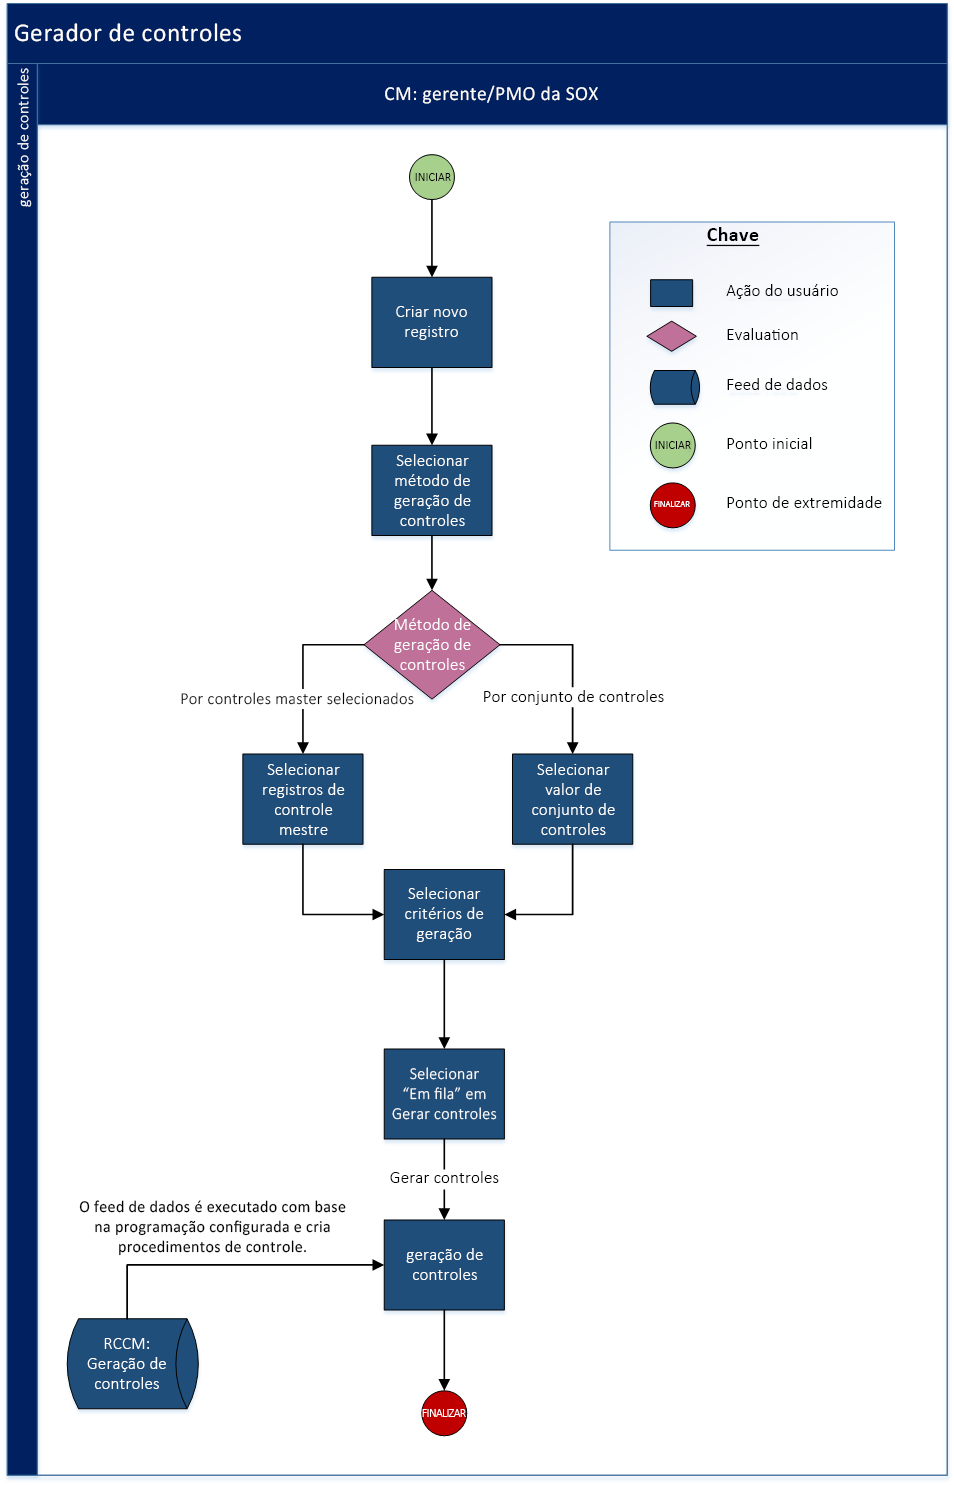 Gerador de controles
geração de controles
CM: gerente/PMO da SOX
INICIAR
Chave
Ação do usuário
Evaluation
Feed de dados
INICIAR
Ponto inicial
FINALIZAR
Ponto de extremidade
Criar novo
registro
Selecionar
método de
geração de
controles
Método de
geração de
controles
Por controles master selecionados
Por conjunto de controles
Selecionar
registros de
controle
mestre
Selecionar
valor de
conjunto de
controles
Selecionar
critérios de
geração
Selecionar
“Em fila” em
Gerar controles
Gerar controles
O feed de dados é executado com base
na programação configurada e cria
procedimentos de controle.
geração de
controles
RCCM:
Geração de
controles
FINALIZAR